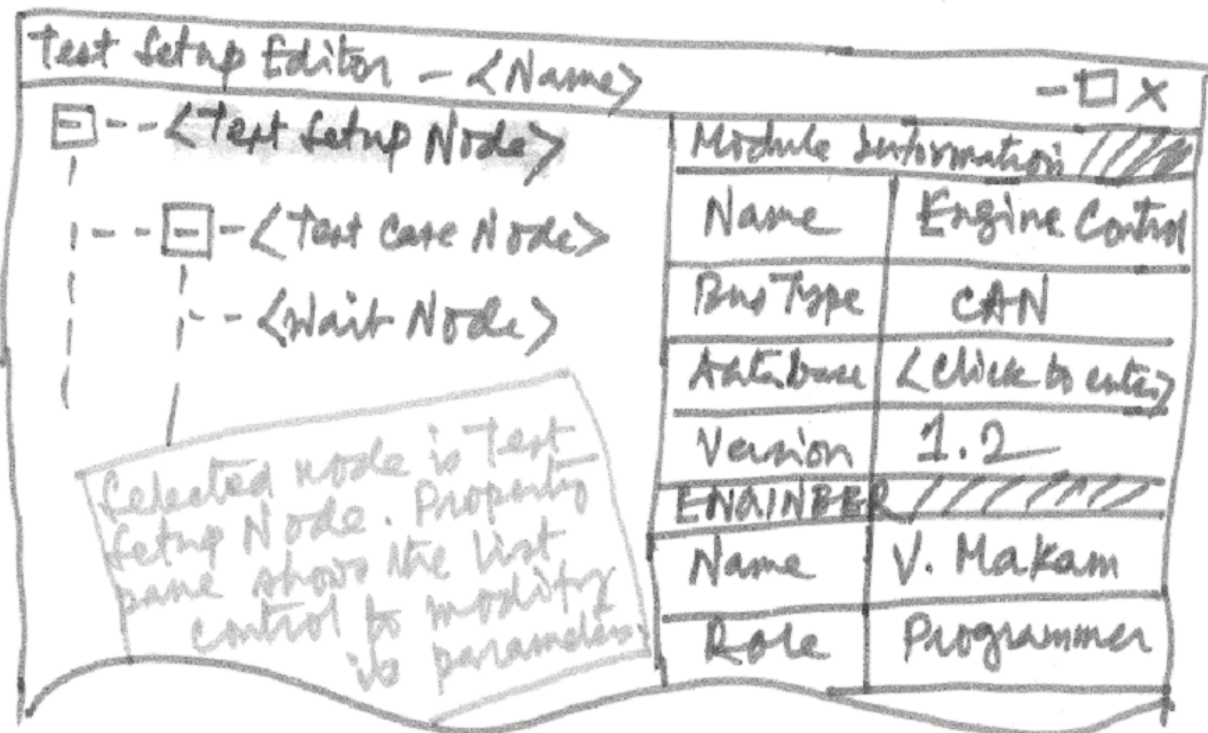 Test Setup Editor - <Name>
<Test Setup Node>
<Test Case Node>
<Wait Node>
Selected node is Test
Setup Node. Property
pane shows the list
control to modify
its parameters
Module Information
Name Engine Control
Bus Type CAN
Database <Click to enter>
Version 1.2
ENGINEER
Name V. Makam
Role Programmer